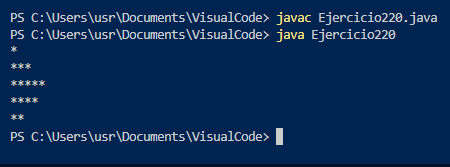 PS C:\Users\usr\Documents\VisualCode> javac Ejercicio220.java
PS C:\Users\usr\Documents\VisualCode> java Ejercicio220
*
***
*****
****
**
PS C:\Users\usr\Documents\VisualCode>